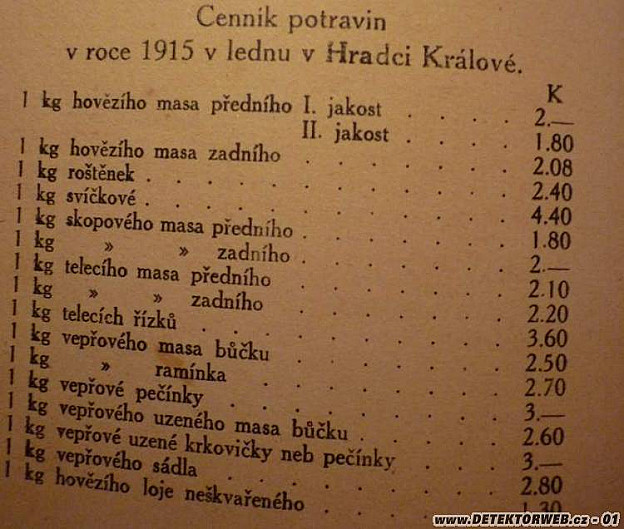 Cenník potravin
v roce 1915 v lednu v Hradci Králové.
K
1 kg hovězího masa předního I. jakost . . . . 2.—
II. jakost . . . . 1.80
1 kg hovězího masa zadního . . . . . . 2.08
1 kg roštěnek . . . . . . . . . 2.40
1 kg svíčkové . . . . . . . . . 4.40
1 kg skopového masa předního . . . . . 1.80
1 kg » » zadního . . . . . . 2.—
1 kg telecího masa předního . . . . . . 2.10
1 kg » » zadního . . . . . . 2.20
1 kg telecích řízků . . . . . . . . 3.60
1 kg vepřového masa bůčku . . . . . . 2.50
1 kg » ramínka . . . . . . . 2.70
1 kg vepřové pečínky . . . . . . . 3.—
1 kg vepřového uzeného masa bůčku . . . . 2.60
1 kg vepřové uzené krkovičky neb pečínky . . . 3.—
1 kg vepřového sádla . . . . . . . 2.80
1 kg hovězího loje neškvařeného . . . . . 1.30
www.DETEKTORWEB.cz - 01